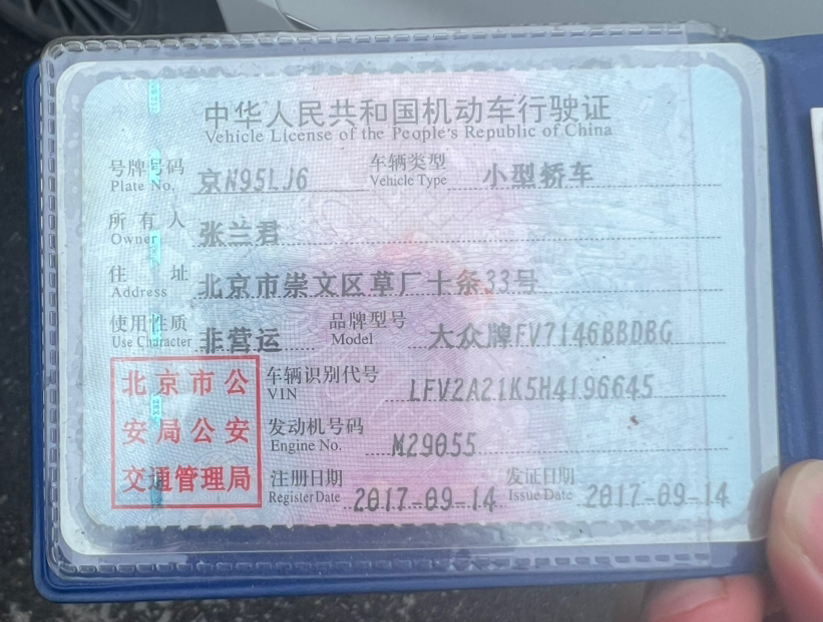 中华人民共和国机动车行驶证
Vehicle License of the People's Republic of China
号牌号码 京N95LJ6 车辆类型 小型轿车
Plate No. Vehicle Type
所有人 张兰君
Owner
住址 北京市崇文区草厂十条33号
Address
使用性质 非营运 品牌型号 大众牌FV7146BBDBG
Use Character Model
北京市公
安局公安
交通管理局
车辆识别代号 LFV2A21K5H4196645
VIN
发动机号码 M29055
Engine No.
注册日期 2017-09-14 发证日期 2017-09-14
Register Date Issue Date